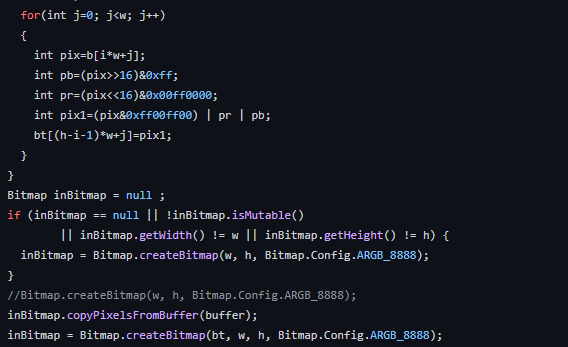 for(int j=0; j<w; j++)
{
int pix=b[i*w+j];
int pb=(pix>>16)&0xff;
int pr=(pix<<16)&0x00ff0000;
int pix1=(pix&0xff00ff00) | pr | pb;
bt[(h-i-1)*w+j]=pix1;
}
}
Bitmap inBitmap = null ;
if (inBitmap == null || !inBitmap.isMutable()
|| inBitmap.getWidth() != w || inBitmap.getHeight() != h) {
inBitmap = Bitmap.createBitmap(w, h, Bitmap.Config.ARGB_8888);
}
//Bitmap.createBitmap(w, h, Bitmap.Config.ARGB_8888);
inBitmap.copyPixelsFromBuffer(buffer);
inBitmap = Bitmap.createBitmap(bt, w, h, Bitmap.Config.ARGB_8888);